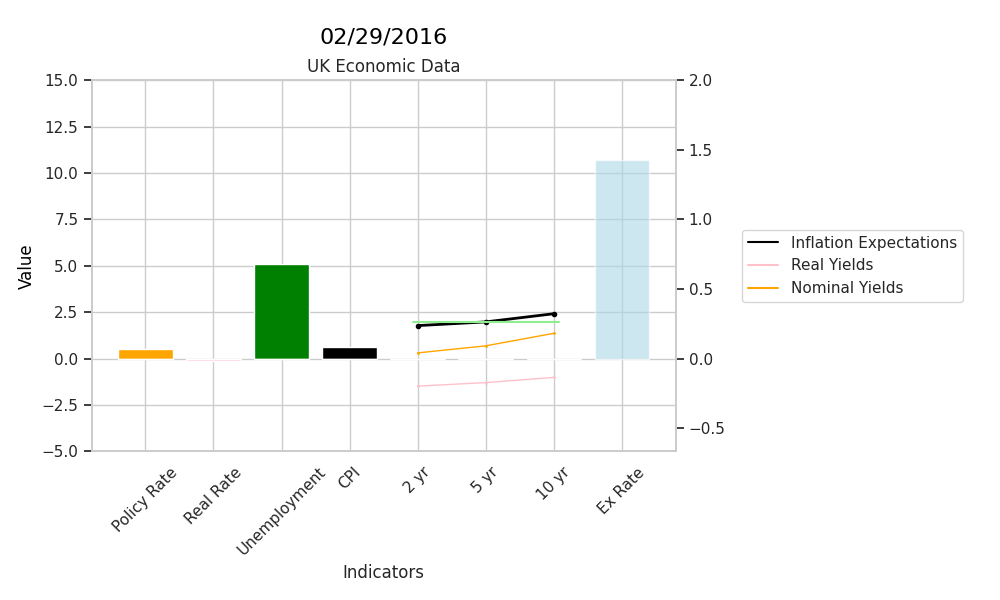 02/29/2016
UK Economic Data
15.0
12.5
10.0
7.5
5.0
2.5
0.0
−2.5
−5.0
Value
2.0
1.5
1.0
0.5
0.0
−0.5
Inflation Expectations
Real Yields
Nominal Yields
Policy Rate
Real Rate
Unemployment
CPI
2 yr
5 yr
10 yr
Ex Rate
Indicators